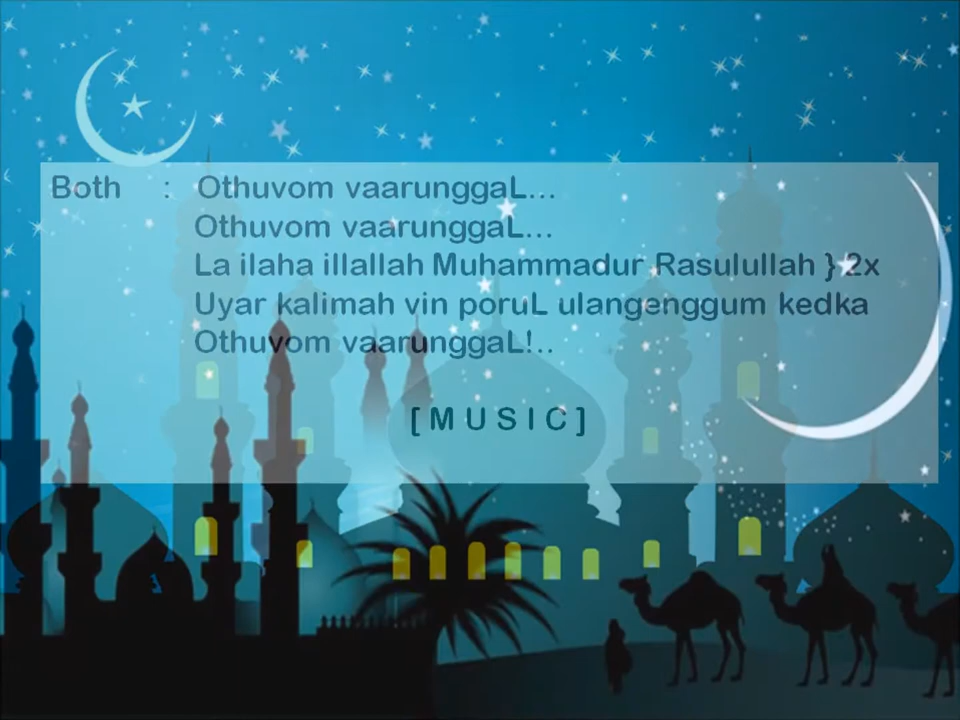 Both : Othuvom vaarunggaL...
Othuvom vaarunggaL...
La ilaha illallah Muhammadur Rasulullah } 2x
Uyar kalimah vin poruL ulangenggum kedka
Othuvom vaarunggaL!..
[ M U S I C ]